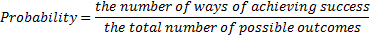 Probability = the number of ways of achieving success / the total number of possible outcomes